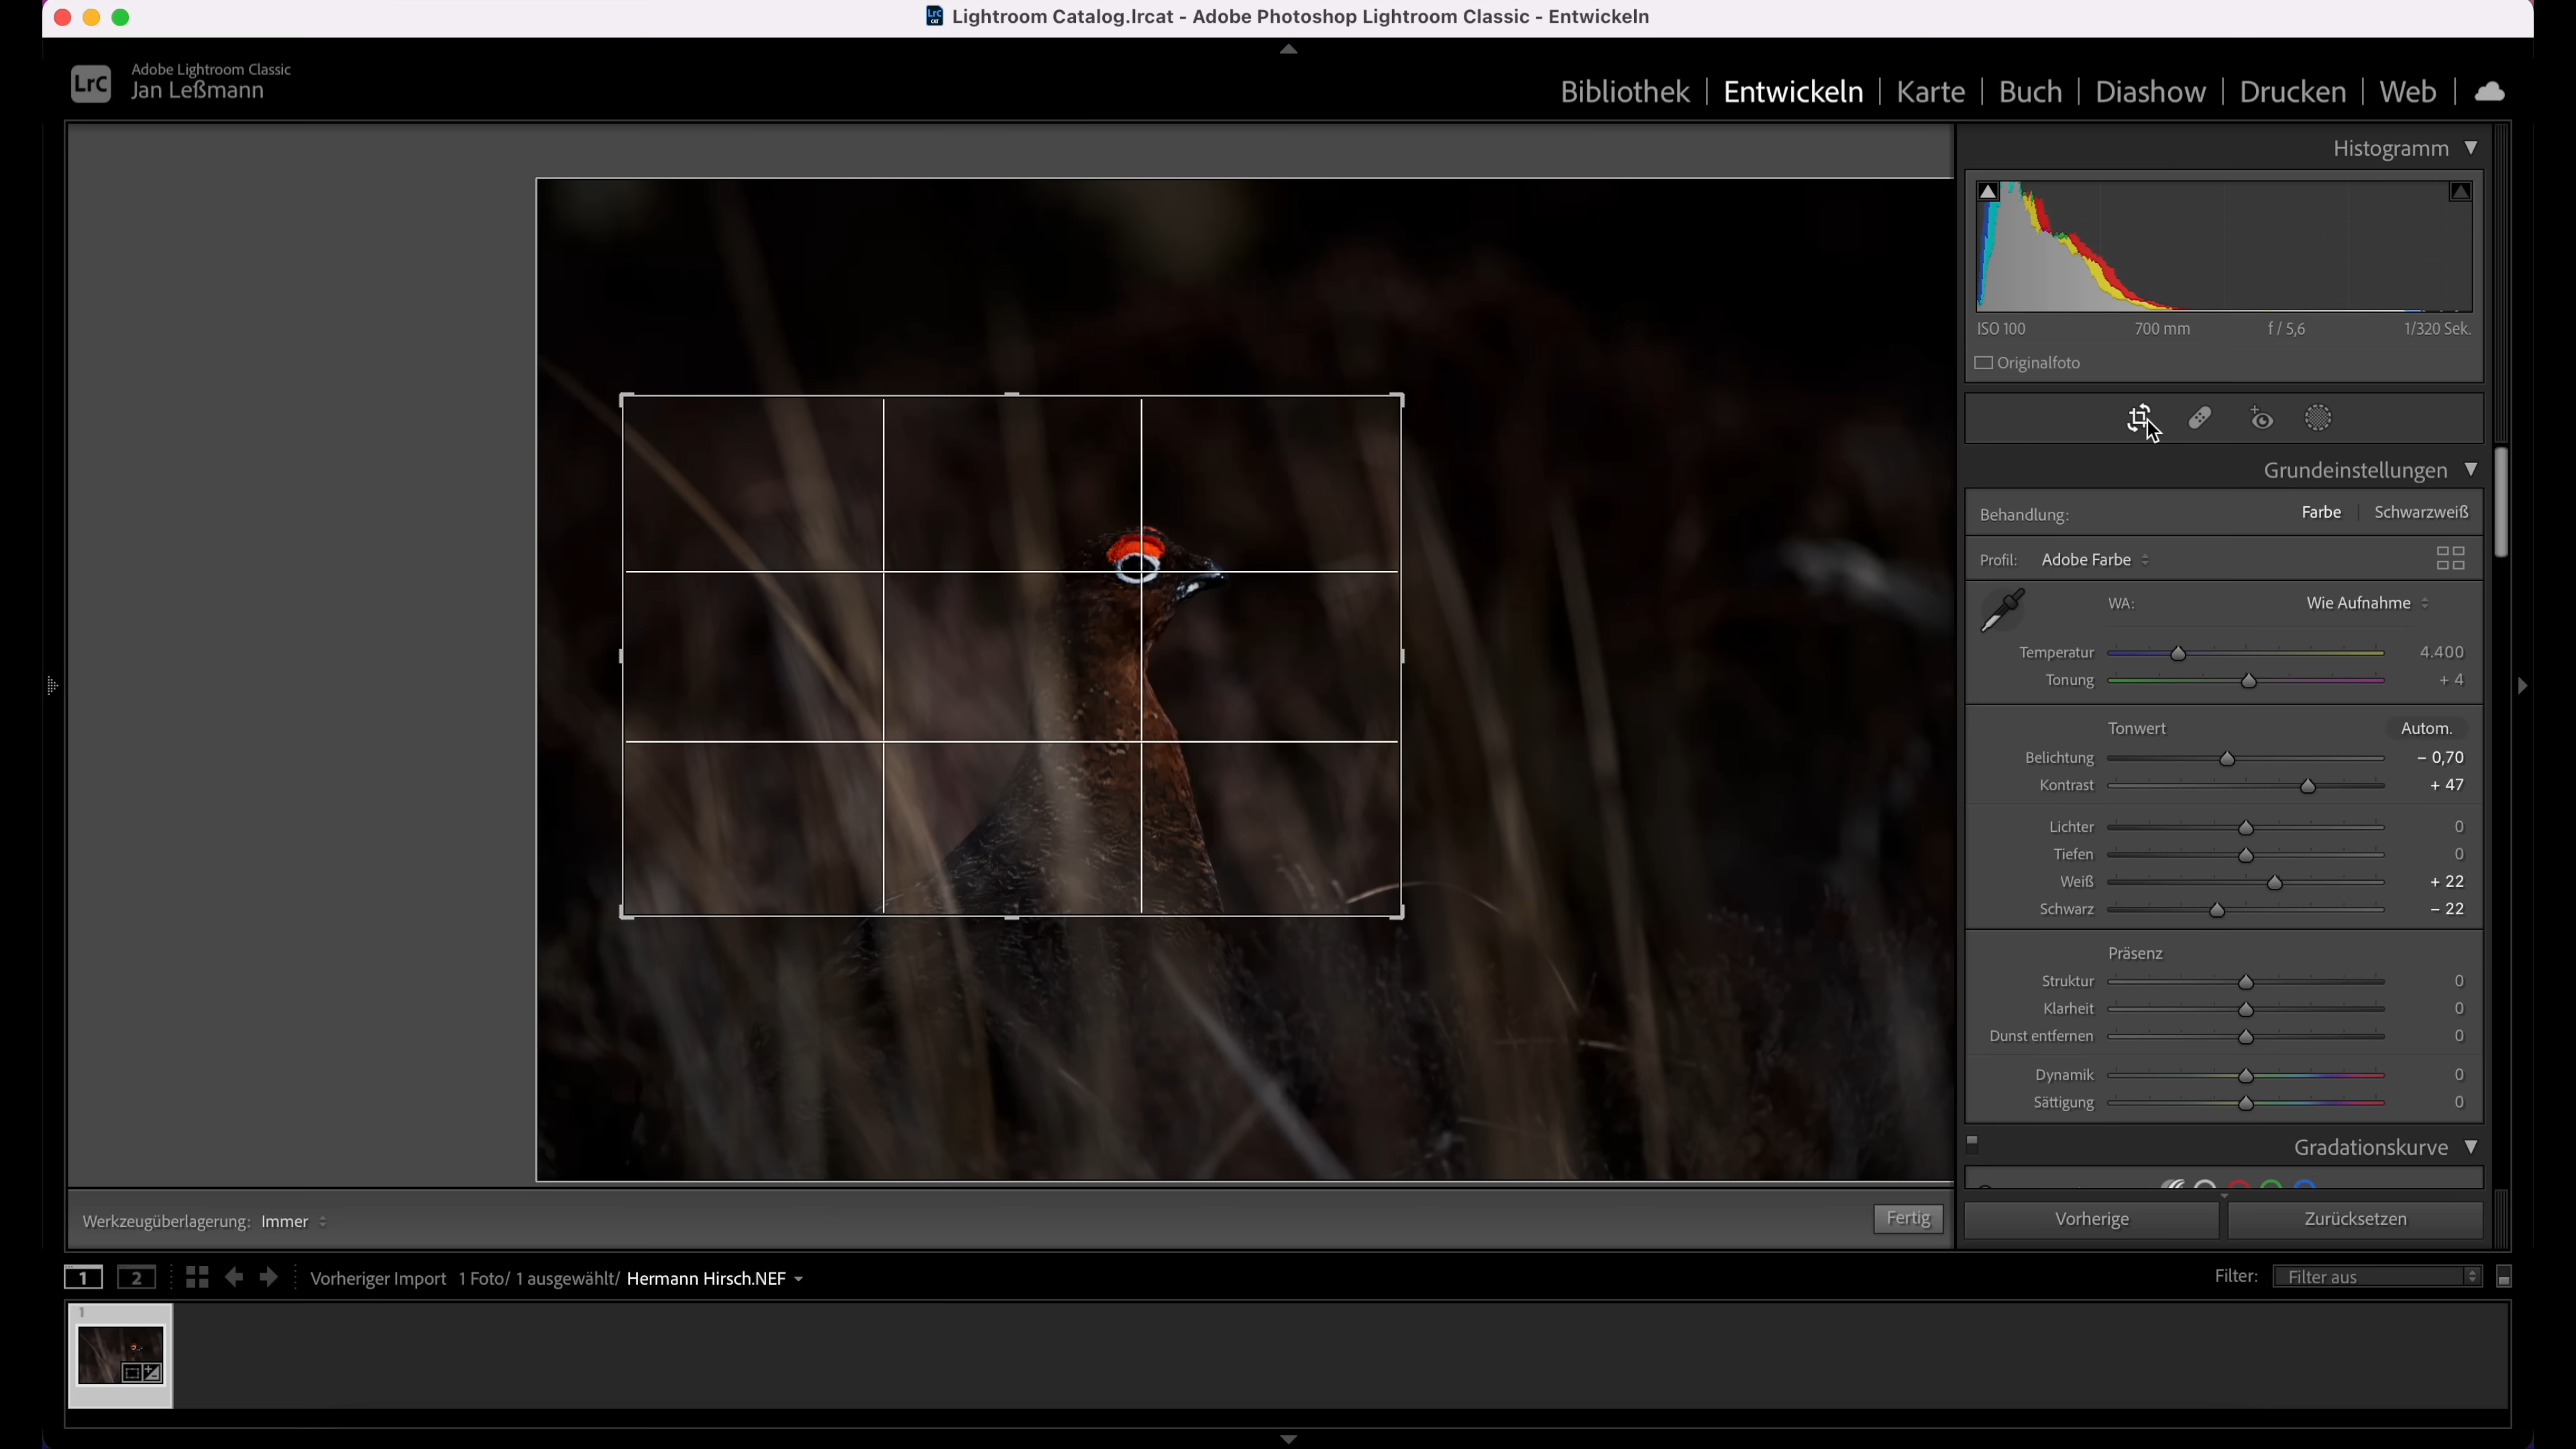 Lightroom Catalog.lrcat - Adobe Photoshop Lightroom Classic - Entwickeln
LrC
Adobe Lightroom Classic
Jan Leßmann
Bibliothek | Entwickeln | Karte | Buch | Diashow | Drucken | Web
Histogramm
ISO 100 700 mm f / 5,6 1/320 Sek.
Originalfoto
Grundeinstellungen
Behandlung: Farbe | Schwarzweiß
Profil: Adobe Farbe
WA: Wie Aufnahme
Temperatur 4.400
Tonung + 4
Tonwert Autom.
Belichtung – 0,70
Kontrast + 47
Lichter 0
Tiefen 0
Weiß + 22
Schwarz – 22
Präsenz
Struktur 0
Klarheit 0
Dunst entfernen 0
Dynamik 0
Sättigung 0
Gradationskurve
Werkzeugüberlagerung: Immer
Fertig
Vorherige Zurücksetzen
1 2 Vorheriger Import 1 Foto/ 1 ausgewählt/ Hermann Hirsch.NEF
Filter: Filter aus
1